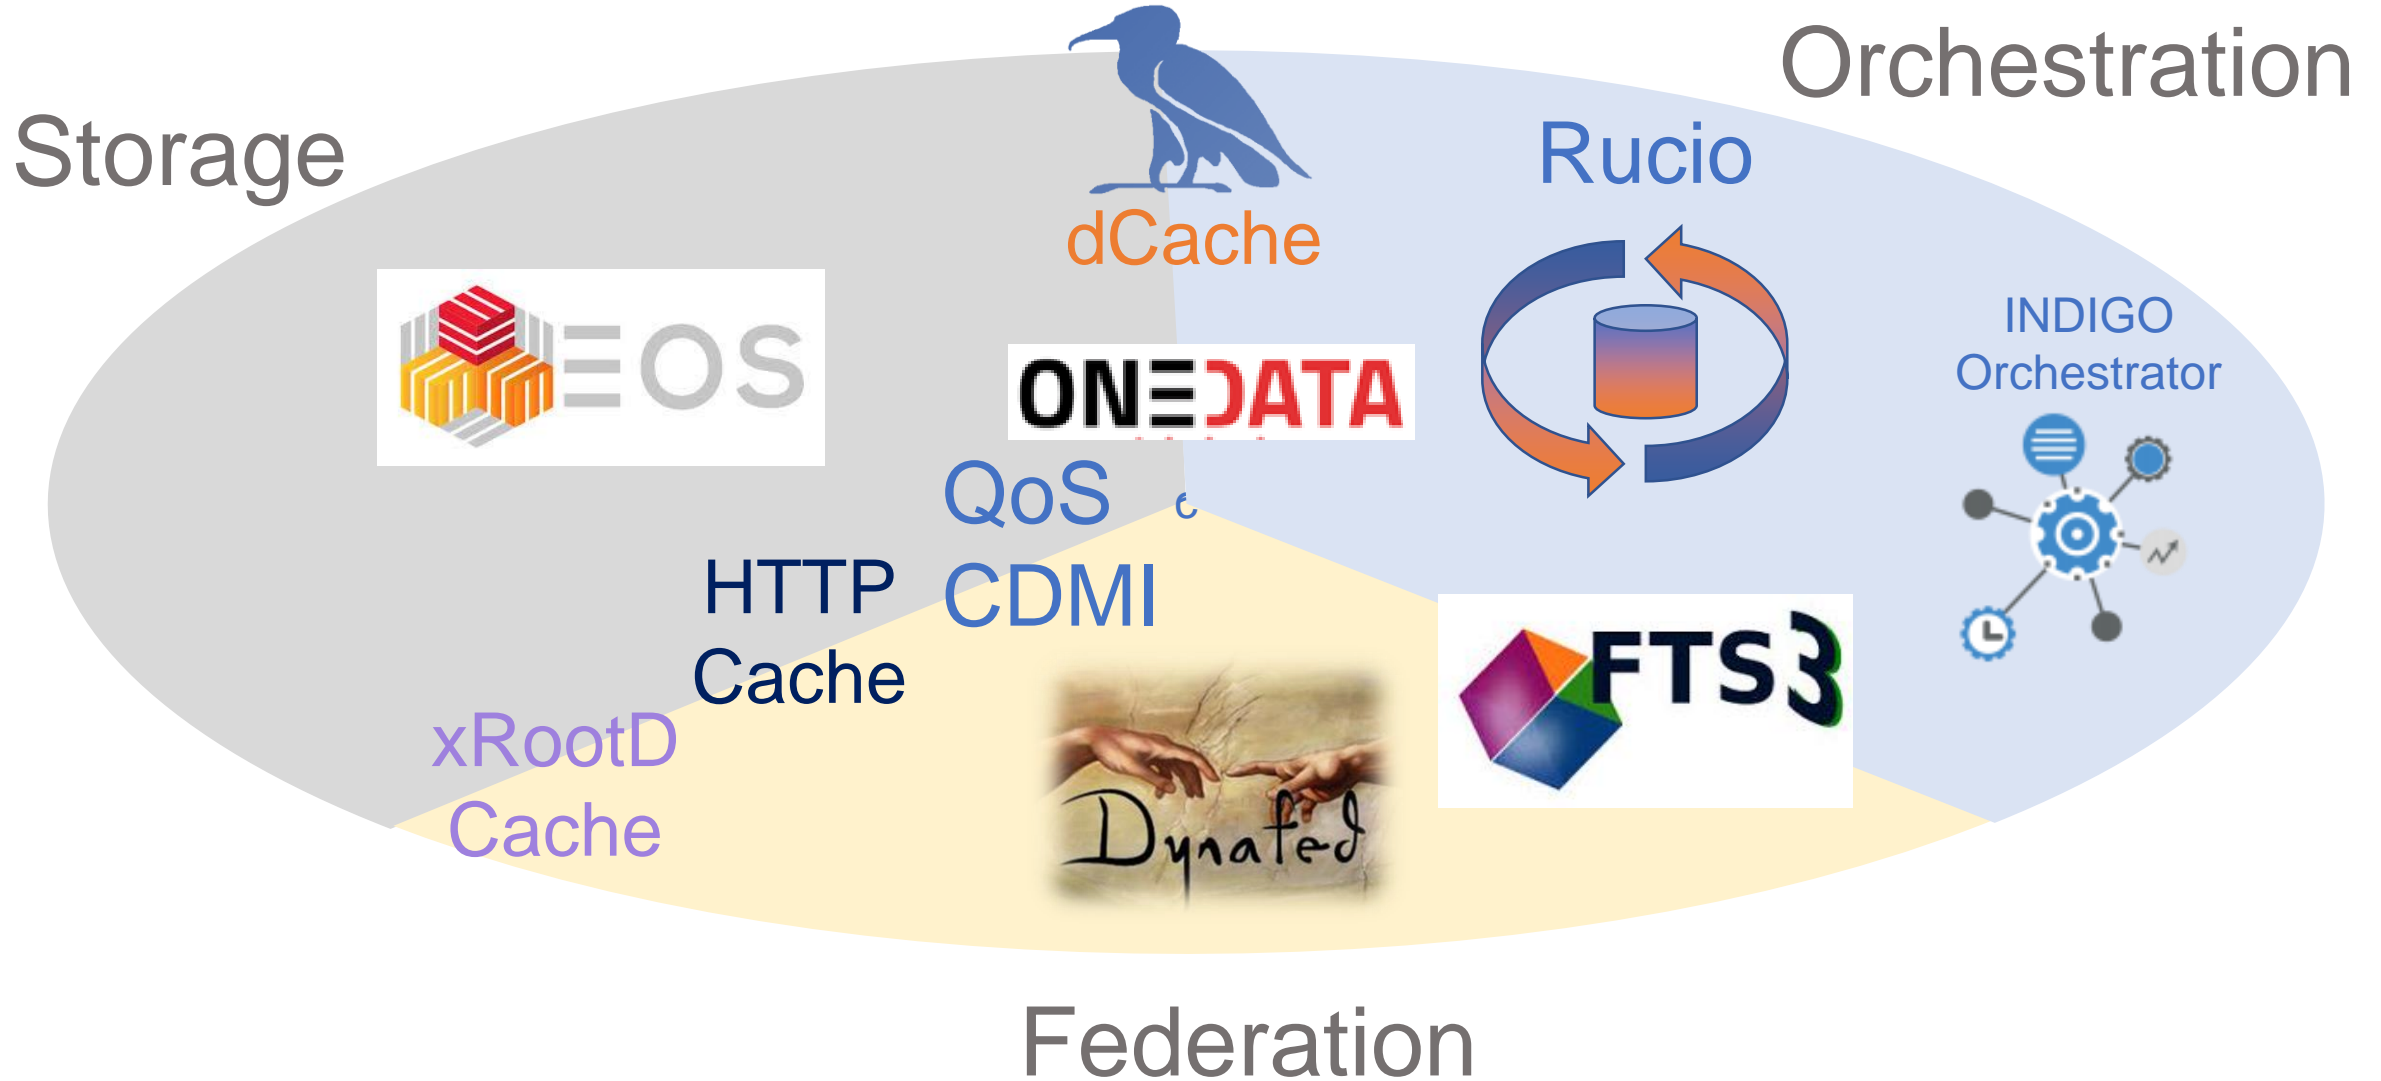 Orchestration
Storage
Rucio
dCache
EOS
INDIGO
Orchestrator
ONEDATA
QoS
CDMI
HTTP
Cache
FTS3
xRootD
Cache
Dynafed
Federation